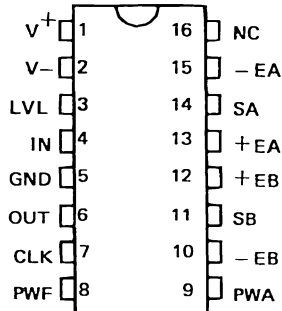 V+ 1 16 NC
V− 2 15 −EA
LVL 3 14 SA
IN 4 13 +EA
GND 5 12 +EB
OUT 6 11 SB
CLK 7 10 −EB
PWF 8 9 PWA